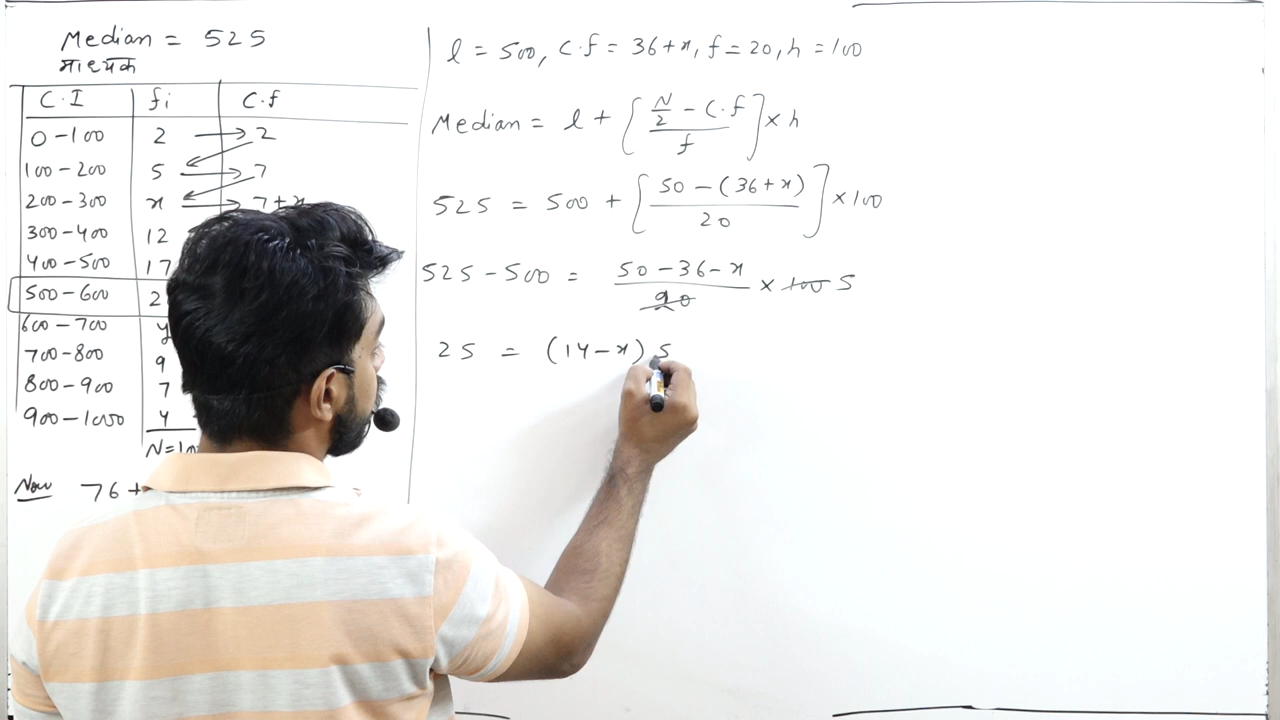 Median = 525
माध्यक
C.I fi C.f
0-100 2 → 2
100-200 5 → 7
200-300 x → 7+x
300-400 12
400-500 17
500-600 2
600-700 y
700-800 9
800-900 7
900-1000 4
N=10
Now 76+
l = 500, C.f = 36+x, f = 20, h = 100
Median = l + [N/2 - C.f / f] × h
525 = 500 + [50 - (36+x) / 20] × 100
525-500 = 50-36-x / 20 × 100 5
25 = (14-x) 5